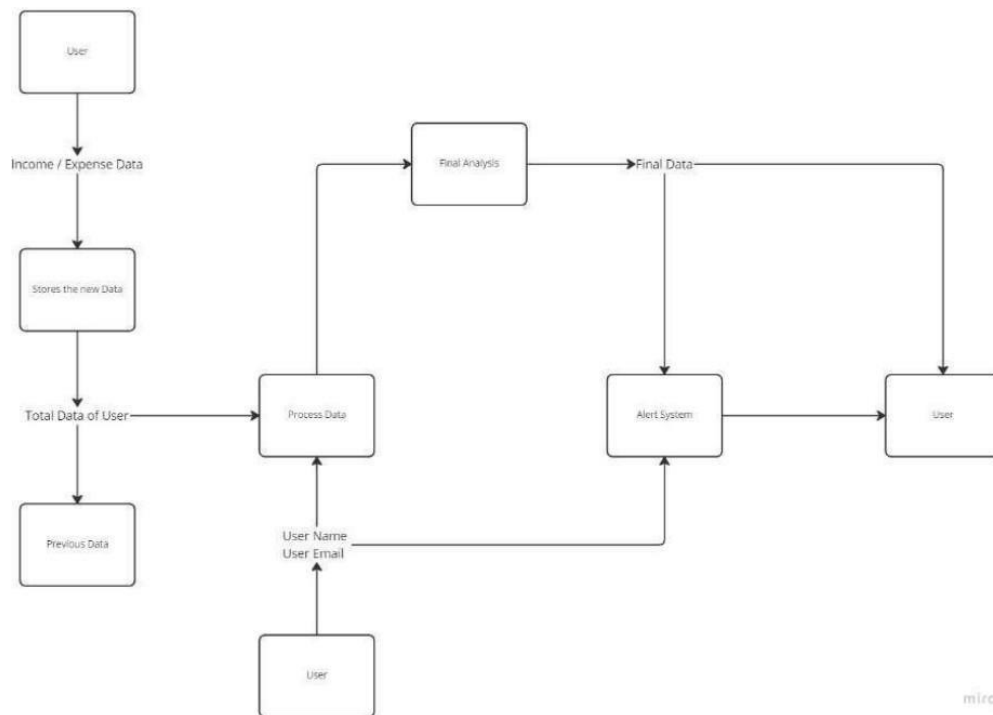 User
Income / Expense Data
Final Analysis
Final Data
Stores the new Data
Total Data of User
Process Data
Alert System
User
Previous Data
User Name
User Email
User
miro